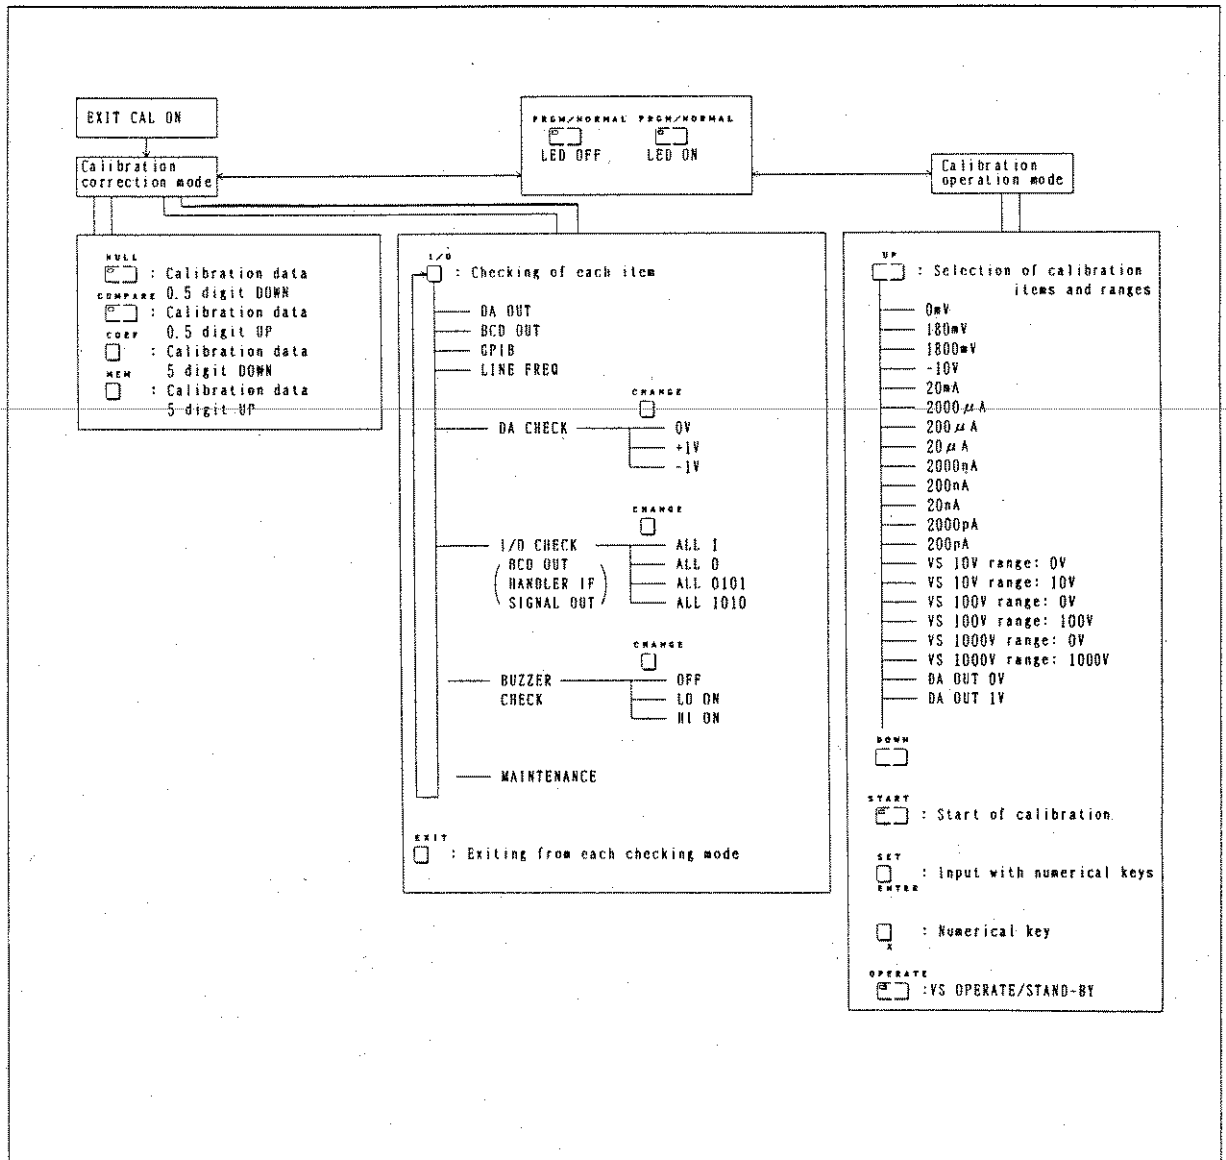 EXIT CAL ON
PRGM/NORMAL PRGM/NORMAL
LED OFF LED ON
Calibration
correction mode
Calibration
operation mode
NULL
: Calibration data
0.5 digit DOWN
COMPARE
: Calibration data
0.5 digit UP
COEF
: Calibration data
5 digit DOWN
MEM
: Calibration data
5 digit UP
I/O
: Checking of each item
DA OUT
BCD OUT
GPIB
LINE FREQ
CHANGE
DA CHECK
0V
+1V
-1V
CHANGE
I/O CHECK
BCD OUT
HANDLER IF
SIGNAL OUT
ALL 1
ALL 0
ALL 0101
ALL 1010
CHANGE
BUZZER
CHECK
OFF
LO ON
HI ON
MAINTENANCE
EXIT
: Exiting from each checking mode
UP
: Selection of calibration
items and ranges
0mV
180mV
1800mV
-10V
20mA
2000μA
200μA
20μA
2000nA
200nA
20nA
2000pA
200pA
VS 10V range: 0V
VS 10V range: 10V
VS 100V range: 0V
VS 100V range: 100V
VS 1000V range: 0V
VS 1000V range: 1000V
DA OUT 0V
DA OUT 1V
DOWN
START
: Start of calibration
SET
: Input with numerical keys
ENTER
: Numerical key
x
OPERATE
:VS OPERATE/STAND-BY